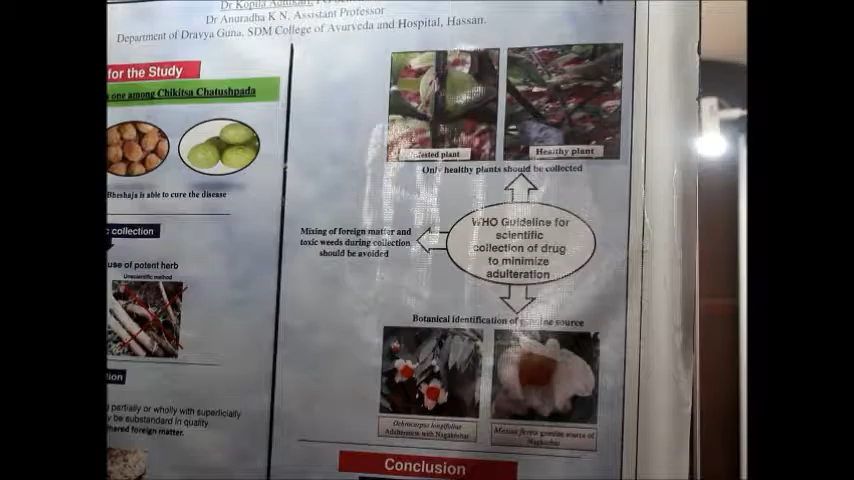 Dr Kopila Adhikari,
Dr Anuradha K N, Assistant Professor
Department of Dravya Guna, SDM College of Ayurveda and Hospital, Hassan.
for the Study
one among Chikitsa Chatushpada
Bheshaja is able to cure the disease
collection
use of potent herb
Unscientific method
partially or wholly with superficially
be substandard in quality
foreign matter.
Infested plant
Healthy plant
Only healthy plants should be collected
WHO Guideline for
scientific
collection of drug
to minimize
adulteration
Mixing of foreign matter and
toxic weeds during collection
should be avoided
Botanical identification of genuine source
Ochrocarpus longifolius
Adulteration with Nagakeshar
Mesua ferrea genuine source of
Nagkeshar
Conclusion